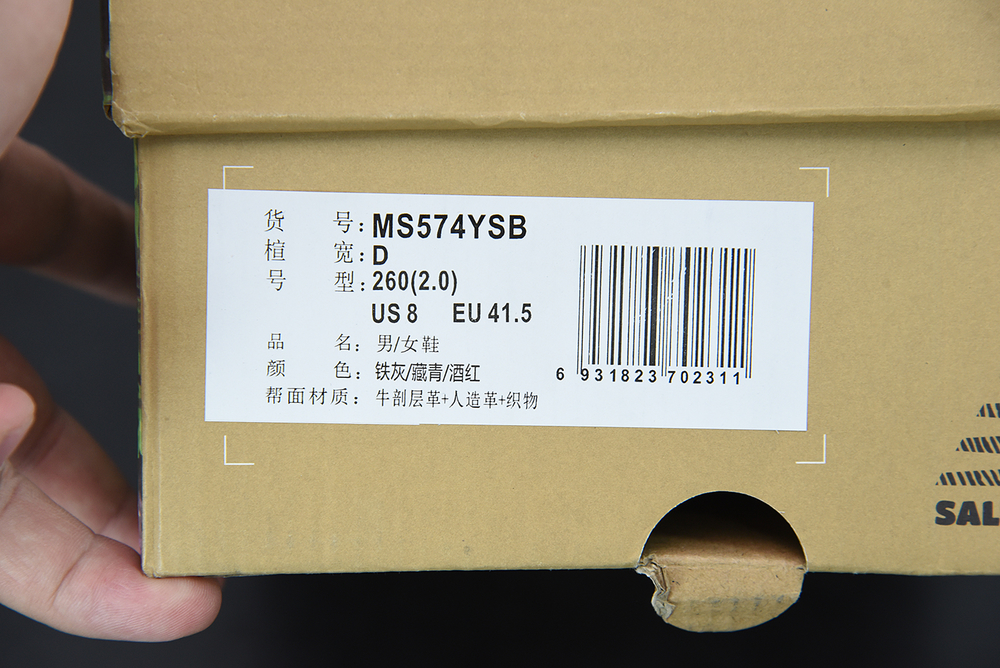 货 号: MS574YSB
楦 宽: D
号 型: 260(2.0)
US 8 EU 41.5
品 名: 男/女鞋
颜 色: 铁灰/藏青/酒红
帮面材质: 牛剖层革+人造革+织物
6 931823 702311
SAL